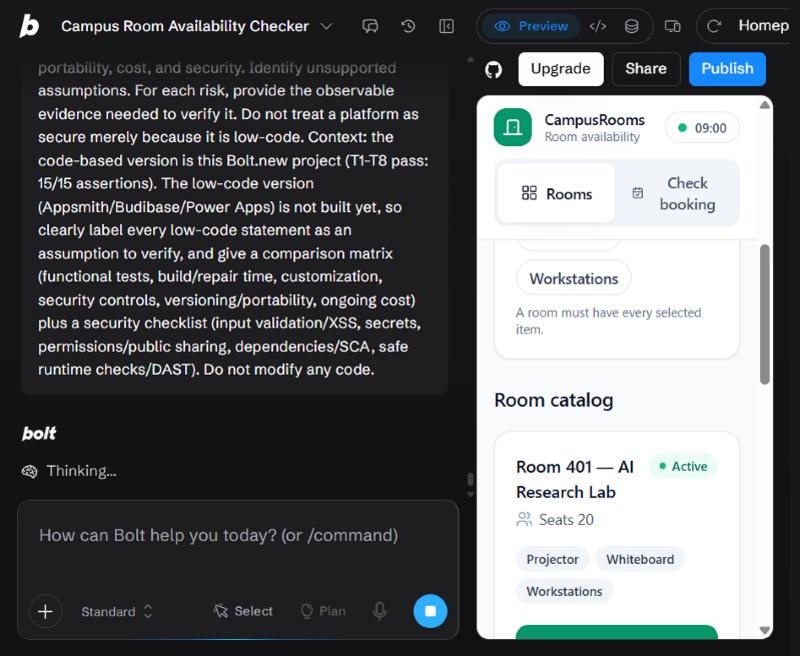 b
Campus Room Availability Checker
Preview
Homep
Upgrade
Share
Publish
portability, cost, and security. Identify unsupported
assumptions. For each risk, provide the observable
evidence needed to verify it. Do not treat a platform as
secure merely because it is low-code. Context: the
code-based version is this Bolt.new project (T1-T8 pass:
15/15 assertions). The low-code version
(Appsmith/Budibase/Power Apps) is not built yet, so
clearly label every low-code statement as an
assumption to verify, and give a comparison matrix
(functional tests, build/repair time, customization,
security controls, versioning/portability, ongoing cost)
plus a security checklist (input validation/XSS, secrets,
permissions/public sharing, dependencies/SCA, safe
runtime checks/DAST). Do not modify any code.
bolt
Thinking...
How can Bolt help you today? (or /command)
Standard
Select
Plan
CampusRooms
Room availability
09:00
Rooms
Check
booking
Workstations
A room must have every selected
item.
Room catalog
Room 401 — AI
Research Lab
Active
Seats 20
Projector
Whiteboard
Workstations